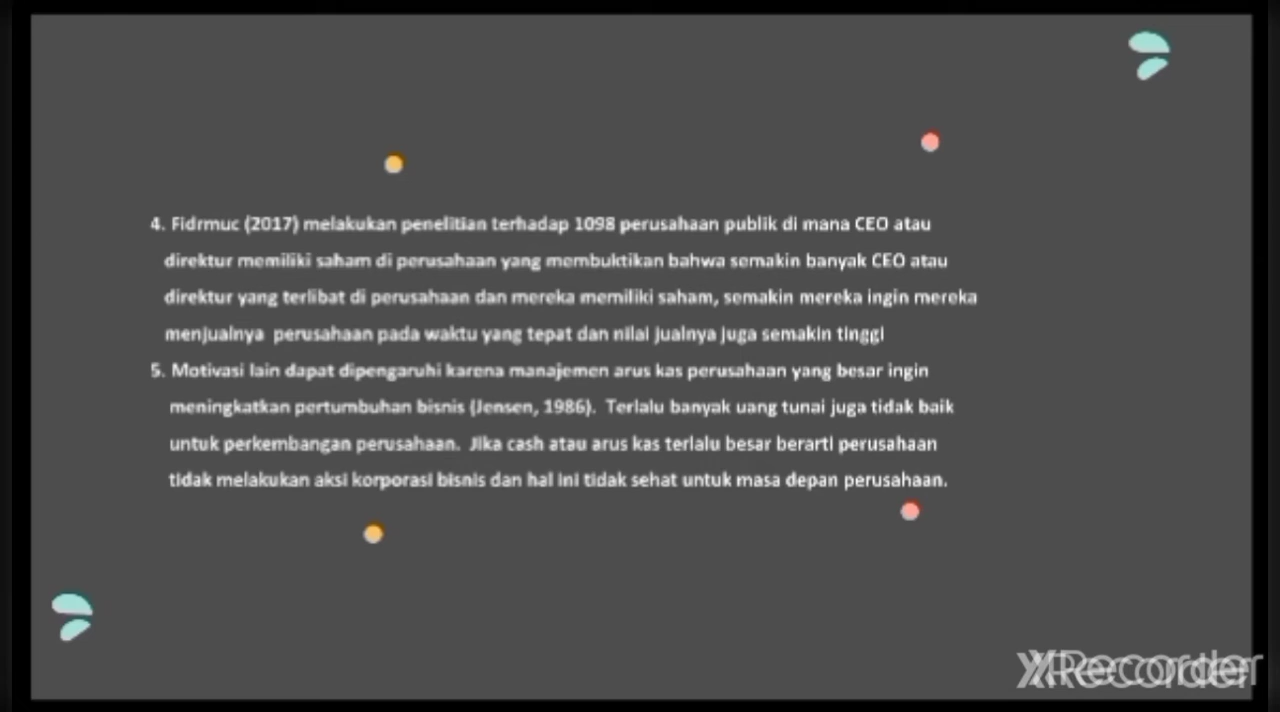 4. Fidrmuc (2017) melakukan penelitian terhadap 1098 perusahaan publik di mana CEO atau
direktur memiliki saham di perusahaan yang membuktikan bahwa semakin banyak CEO atau
direktur yang terlibat di perusahaan dan mereka memiliki saham, semakin mereka ingin mereka
menjualnya perusahaan pada waktu yang tepat dan nilai jualnya juga semakin tinggi
5. Motivasi lain dapat dipengaruhi karena manajemen arus kas perusahaan yang besar ingin
meningkatkan pertumbuhan bisnis (Jensen, 1986). Terlalu banyak uang tunai juga tidak baik
untuk perkembangan perusahaan. Jika cash atau arus kas terlalu besar berarti perusahaan
tidak melakukan aksi korporasi bisnis dan hal ini tidak sehat untuk masa depan perusahaan.
XRecorder